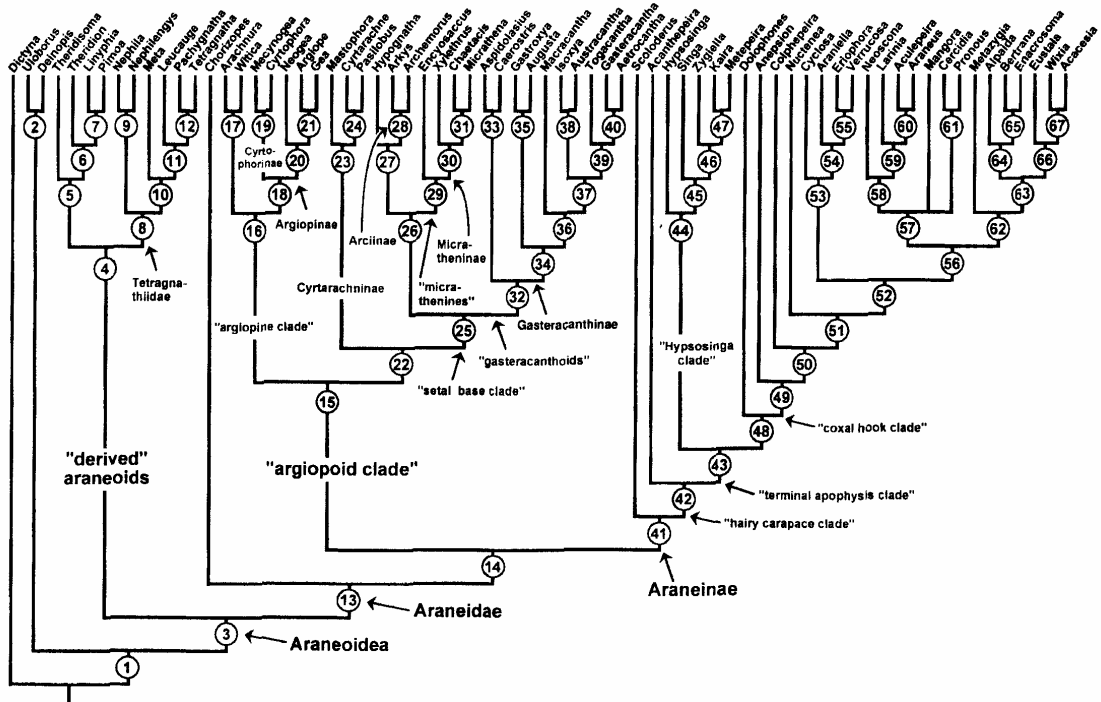 Dictyna
Uloborus
Deinopis
Theridiosoma
Theridion
Linyphia
Pimoa
Nephila
Nephilengys
Meta
Leucauge
Pachygnatha
Tetragnatha
Chorizopes
Arachnura
Witica
Mecynogea
Cyrtophora
Neogea
Argiope
Gea
Mastophora
Cyrtarachne
Pasilobus
Hypognatha
Arkys
Archemorus
Encyosaccus
Xylethrus
Chaetacis
Micrathena
Aspidolasius
Caerostris
Gastroxya
Augusta
Macracantha
Isoxya
Austracantha
Togacantha
Gasteracantha
Aetrocantha
Scoloderus
Acanthepeira
Hypsosinga
Singa
Zygiella
Kaira
Metepeira
Dolophones
Anepsion
Colphepeira
Nuctenea
Cyclosa
Araniella
Eriophora
Verrucosa
Neoscona
Larinia
Aculepeira
Araneus
Mangora
Cercidia
Pronous
Metazygia
Alpaida
Bertrana
Enacrosoma
Eustala
Wixia
Acacesia
2 7 9 12 17 19 21 24 28 31 33 35 38 40 47 55 60 61 65 67
6 11 Cyrto-
phorinae 20 23 27 30 39 46 54 59 64 66
5 10 18 29 37 45 53 58 63
8 16 Argiopinae 26 36 44 57 62
Arciinae
Micra-
theninae
4 34 56
Tetragna-
thiidae
Cyrtarachninae
"micra-
thenines"
32 52
"argiopine clade"
Gasteracanthinae
25 51
"Hypsosinga
clade"
22 "gasteracanthoids" 50
"setal base clade"
15 49
48 "coxal hook clade"
"derived"
araneoids
"argiopoid clade"
43
42 "terminal apophysis clade"
"hairy carapace clade"
41
14
Araneinae
13 Araneidae
3 Araneoidea
1